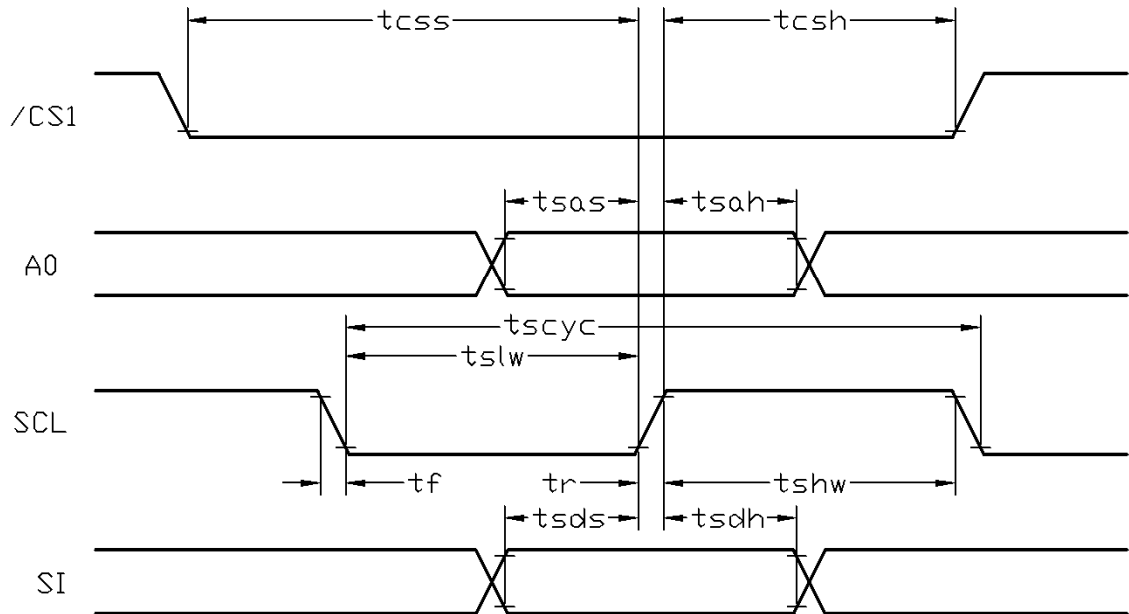 tcss
tcsh
/CS1
tsas
tsah
A0
tscyc
tslw
SCL
tf
tr
tshw
tsds
tsdh
SI